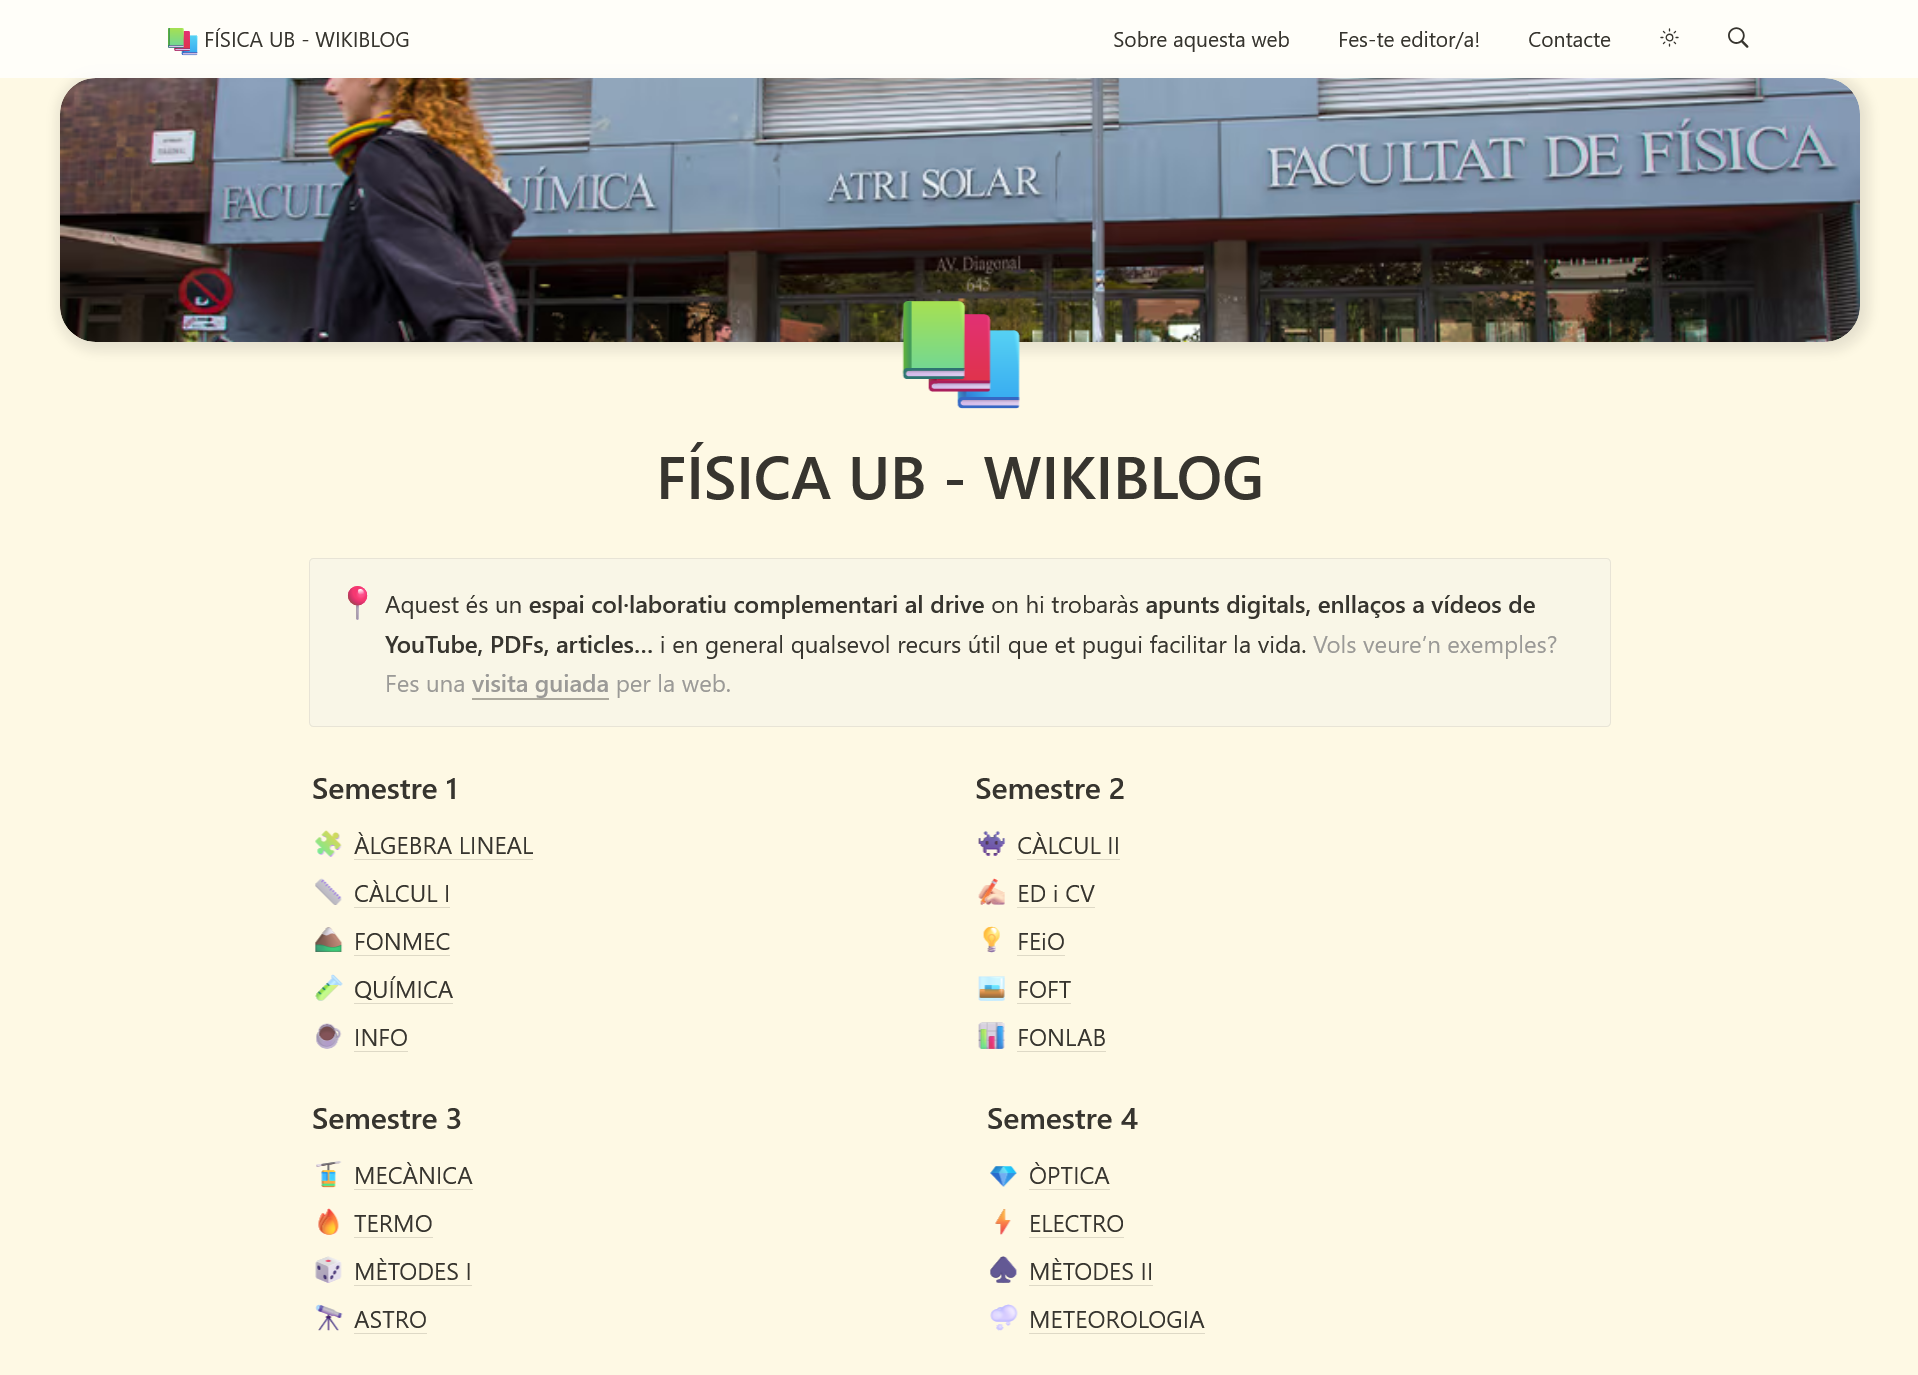 FÍSICA UB - WIKIBLOG
Sobre aquesta web
Fes-te editor/a!
Contacte
FACULT UÍMICA
ATRI SOLAR
FACULTAT DE FÍSICA
AV. Diagonal
645
FÍSICA UB - WIKIBLOG
Aquest és un espai col·laboratiu complementari al drive on hi trobaràs apunts digitals, enllaços a vídeos de
YouTube, PDFs, articles… i en general qualsevol recurs útil que et pugui facilitar la vida. Vols veure’n exemples?
Fes una visita guiada per la web.
Semestre 1
ÀLGEBRA LINEAL
CÀLCUL I
FONMEC
QUÍMICA
INFO
Semestre 2
CÀLCUL II
ED i CV
FEiO
FOFT
FONLAB
Semestre 3
MECÀNICA
TERMO
MÈTODES I
ASTRO
Semestre 4
ÒPTICA
ELECTRO
MÈTODES II
METEOROLOGIA